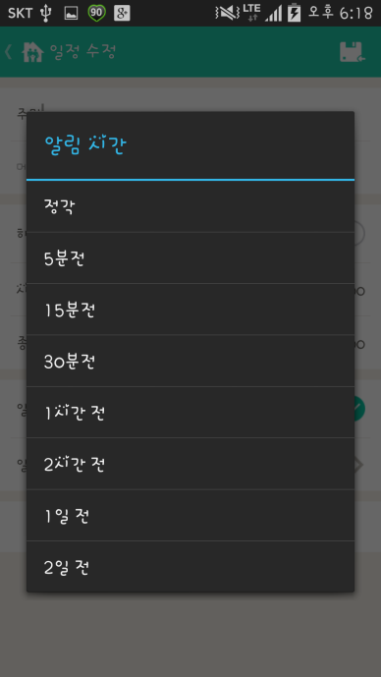 SKT 90 g+ LTE 오후 6:18
일정 수정
알림 시간
정각
5분전
15분전
30분전
1시간 전
2시간 전
1일 전
2일 전